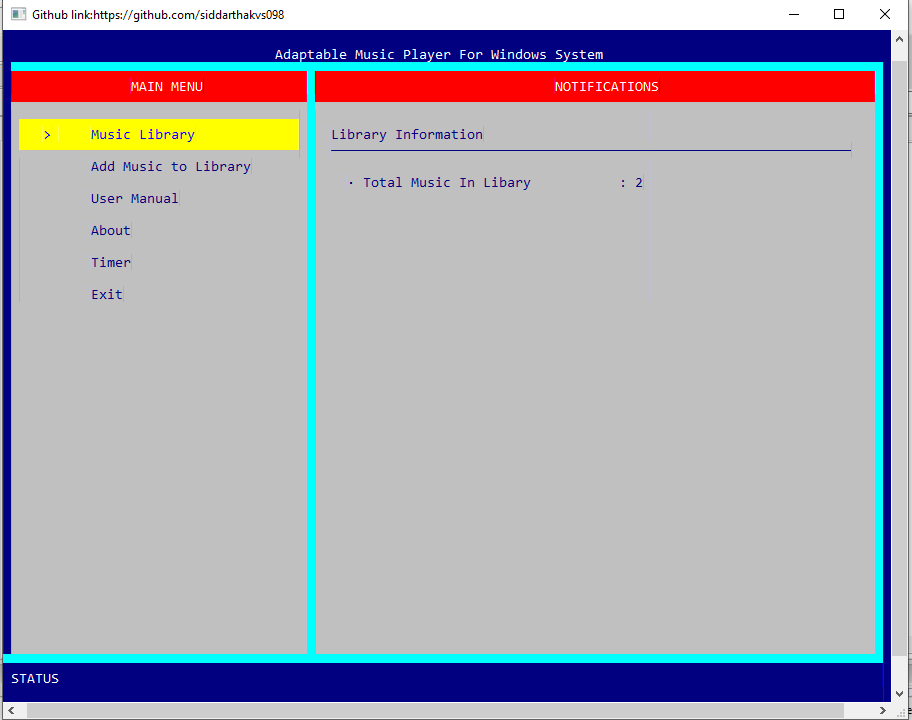 Github link:https://github.com/siddarthakvs098
Adaptable Music Player For Windows System
MAIN MENU
> Music Library
Add Music to Library
User Manual
About
Timer
Exit
NOTIFICATIONS
Library Information
· Total Music In Libary : 2
STATUS